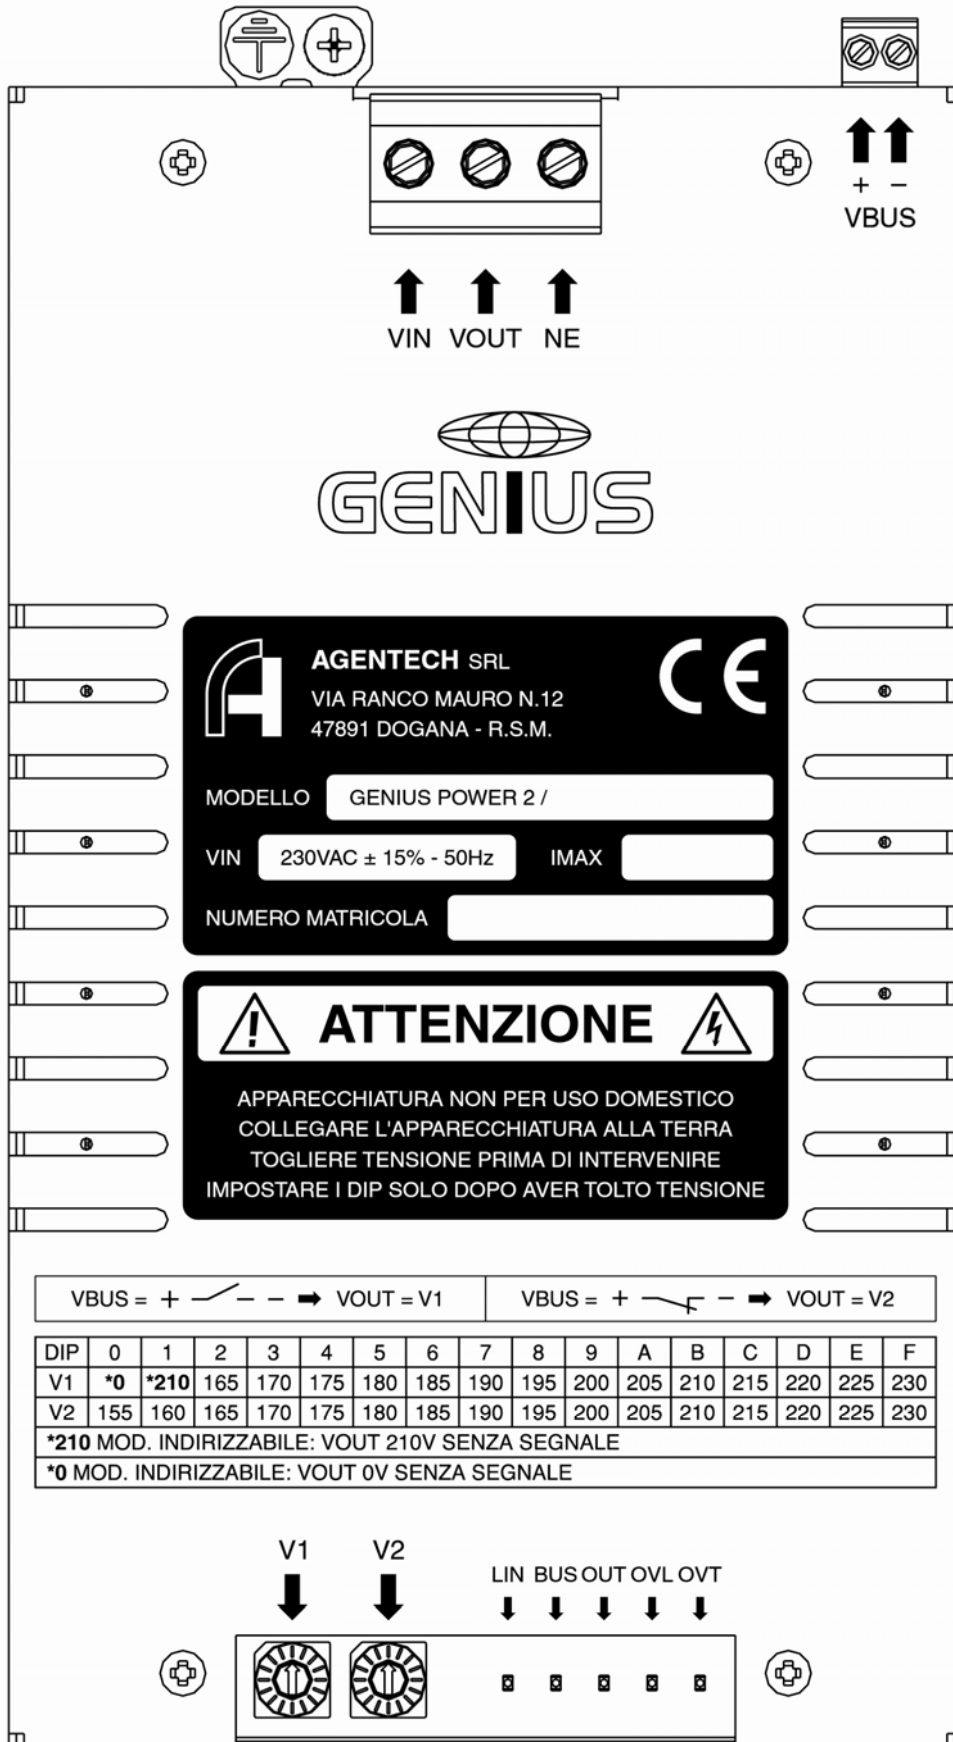 + −
VBUS
VIN VOUT NE
GENIUS
AGENTECH SRL
VIA RANCO MAURO N.12
47891 DOGANA - R.S.M.
CE
MODELLO GENIUS POWER 2 /
VIN 230VAC ± 15% - 50Hz IMAX
NUMERO MATRICOLA
ATTENZIONE
APPARECCHIATURA NON PER USO DOMESTICO
COLLEGARE L'APPARECCHIATURA ALLA TERRA
TOGLIERE TENSIONE PRIMA DI INTERVENIRE
IMPOSTARE I DIP SOLO DOPO AVER TOLTO TENSIONE
VBUS = + − VOUT = V1 VBUS = + − VOUT = V2
DIP 0 1 2 3 4 5 6 7 8 9 A B C D E F
V1 *0 *210 165 170 175 180 185 190 195 200 205 210 215 220 225 230
V2 155 160 165 170 175 180 185 190 195 200 205 210 215 220 225 230
*210 MOD. INDIRIZZABILE: VOUT 210V SENZA SEGNALE
*0 MOD. INDIRIZZABILE: VOUT 0V SENZA SEGNALE
V1 V2
LIN BUS OUT OVL OVT